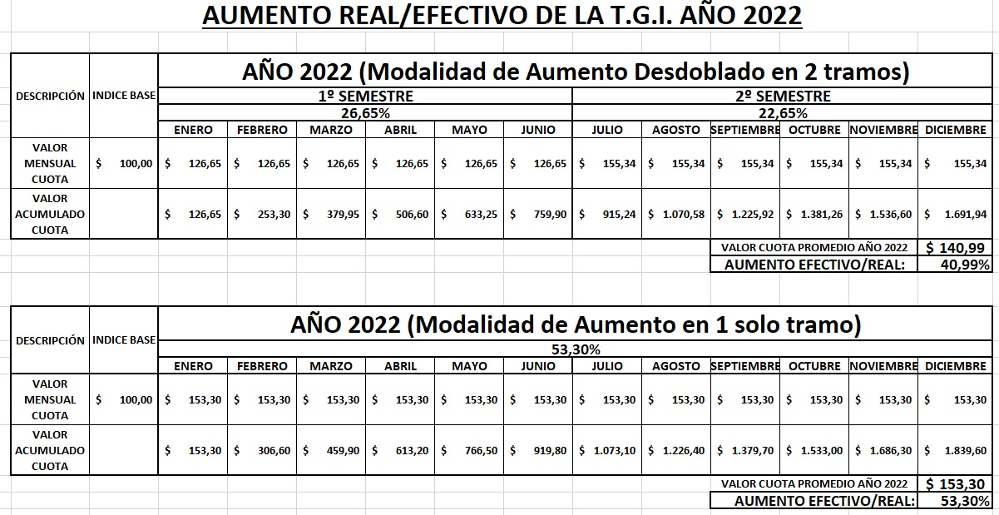 AUMENTO REAL/EFECTIVO DE LA T.G.I. AÑO 2022
DESCRIPCIÓN INDICE BASE AÑO 2022 (Modalidad de Aumento Desdoblado en 2 tramos)
1º SEMESTRE 2º SEMESTRE
26,65% 22,65%
ENERO FEBRERO MARZO ABRIL MAYO JUNIO JULIO AGOSTO SEPTIEMBRE OCTUBRE NOVIEMBRE DICIEMBRE
VALOR
MENSUAL $ 100,00 $ 126,65 $ 126,65 $ 126,65 $ 126,65 $ 126,65 $ 126,65 $ 155,34 $ 155,34 $ 155,34 $ 155,34 $ 155,34 $ 155,34
CUOTA
VALOR
ACUMULADO $ 126,65 $ 253,30 $ 379,95 $ 506,60 $ 633,25 $ 759,90 $ 915,24 $ 1.070,58 $ 1.225,92 $ 1.381,26 $ 1.536,60 $ 1.691,94
CUOTA
VALOR CUOTA PROMEDIO AÑO 2022 $ 140,99
AUMENTO EFECTIVO/REAL: 40,99%
DESCRIPCIÓN INDICE BASE AÑO 2022 (Modalidad de Aumento en 1 solo tramo)
53,30%
ENERO FEBRERO MARZO ABRIL MAYO JUNIO JULIO AGOSTO SEPTIEMBRE OCTUBRE NOVIEMBRE DICIEMBRE
VALOR
MENSUAL $ 100,00 $ 153,30 $ 153,30 $ 153,30 $ 153,30 $ 153,30 $ 153,30 $ 153,30 $ 153,30 $ 153,30 $ 153,30 $ 153,30 $ 153,30
CUOTA
VALOR
ACUMULADO $ 153,30 $ 306,60 $ 459,90 $ 613,20 $ 766,50 $ 919,80 $ 1.073,10 $ 1.226,40 $ 1.379,70 $ 1.533,00 $ 1.686,30 $ 1.839,60
CUOTA
VALOR CUOTA PROMEDIO AÑO 2022 $ 153,30
AUMENTO EFECTIVO/REAL: 53,30%